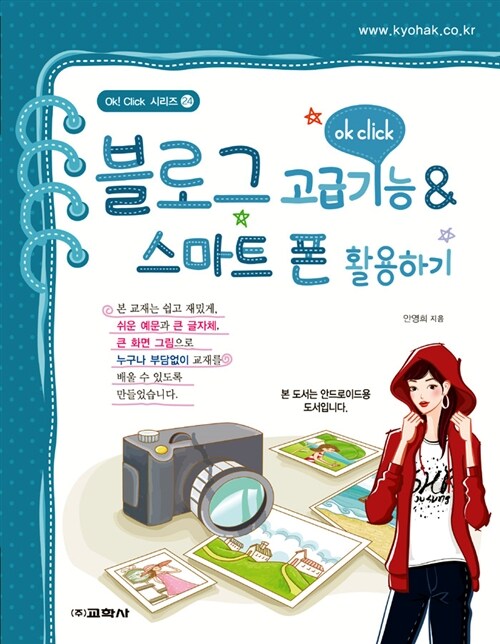 www.kyohak.co.kr
Ok! Click 시리즈 24
ok click
블로그 고급기능 &
스마트 폰 활용하기
안영희 지음
본 교재는 쉽고 재밌게,
쉬운 예문과 큰 글자체,
큰 화면 그림으로
누구나 부담없이 교재를
배울 수 있도록
만들었습니다.
본 도서는 안드로이드용
도서입니다.
(주)교학사